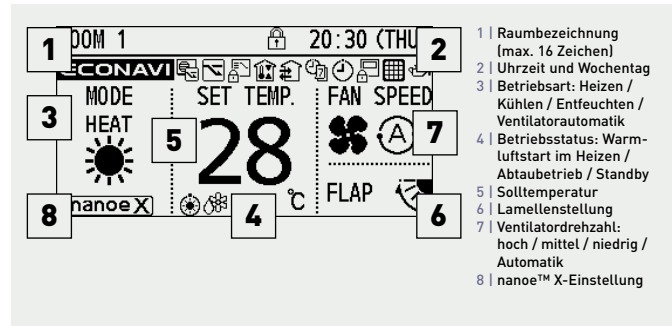 1 OOM 1 20:30 (THU 2
ECONAVI
MODE SET TEMP. FAN SPEED
3 HEAT 5 28 A 7
8 nanoe X 4 °C FLAP 6
1 | Raumbezeichnung
(max. 16 Zeichen)
2 | Uhrzeit und Wochentag
3 | Betriebsart: Heizen /
Kühlen / Entfeuchten /
Ventilatorautomatik
4 | Betriebsstatus: Warm-
luftstart im Heizen /
Abtaubetrieb / Standby
5 | Solltemperatur
6 | Lamellenstellung
7 | Ventilatordrehzahl:
hoch / mittel / niedrig /
Automatik
8 | nanoe™ X-Einstellung